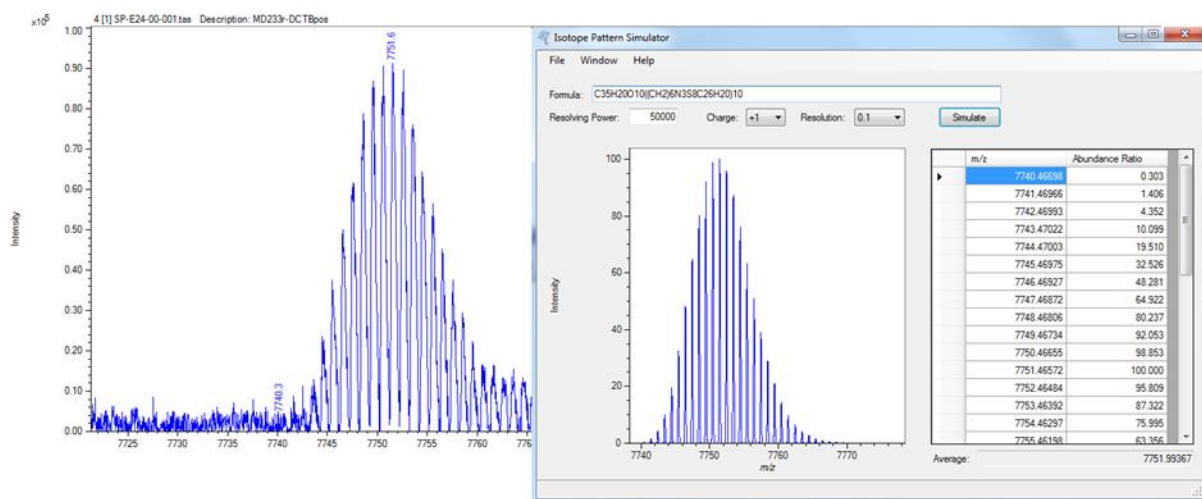 x10⁵
4 [1] SP-E24-00-001.tas Description: MD233r-DCTBpos
Intensity
1.00
0.90
0.80
0.70
0.60
0.50
0.40
0.30
0.20
0.10
0.00
7740.3
7751.6
7725 7730 7735 7740 7745 7750 7755 7760 776
Isotope Pattern Simulator
File Window Help
Formula: C35H20O10((CH2)6N3S8C26H20)10
Resolving Power: 50000 Charge: +1 Resolution: 0.1 Simulate
Intensity
100
80
60
40
20
0
7740 7750 7760 7770
m/z
m/z Abundance Ratio
7740.46698 0.303
7741.46966 1.406
7742.46993 4.352
7743.47022 10.099
7744.47003 19.510
7745.46975 32.526
7746.46927 48.281
7747.46872 64.922
7748.46806 80.237
7749.46734 92.053
7750.46655 98.853
7751.46572 100.000
7752.46484 95.809
7753.46392 87.322
7754.46297 75.995
7755.46198 63.356
Average: 7751.99367